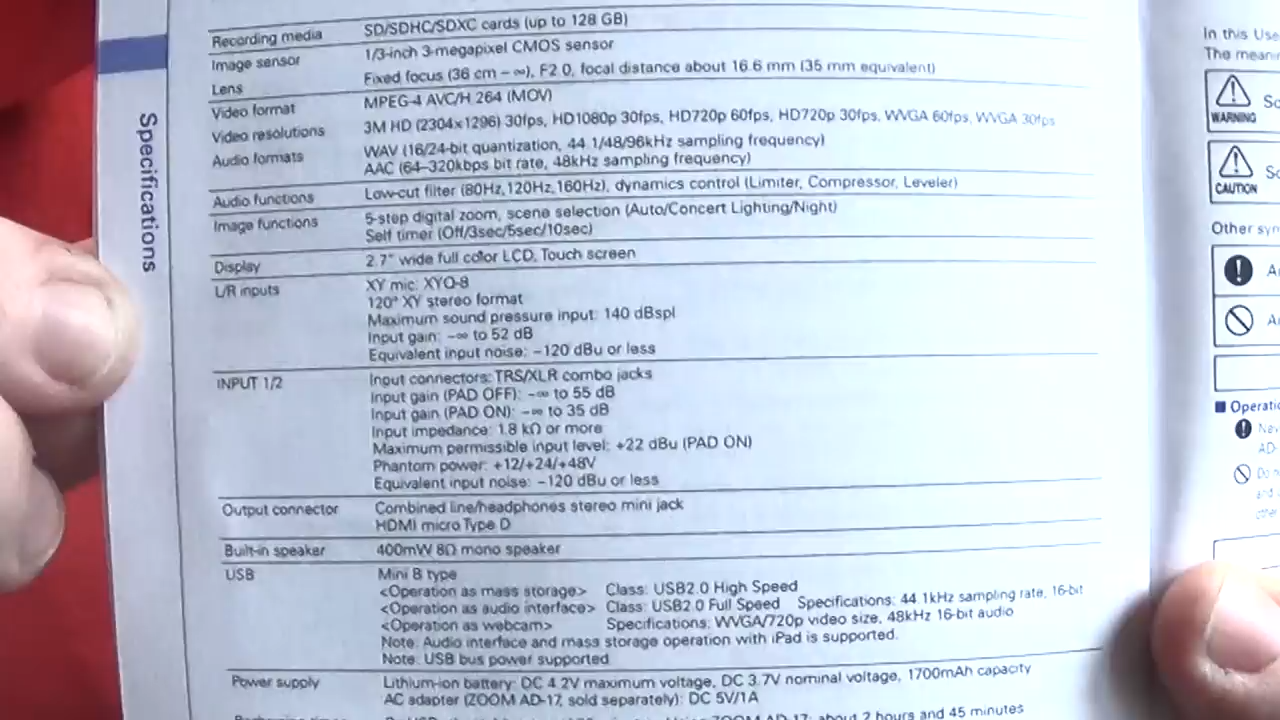 Recording media SD/SDHC/SDXC cards (up to 128 GB)
Image sensor 1/3-inch 3-megapixel CMOS sensor
Lens Fixed focus (36 cm – ∞), F2.0, focal distance about 16.6 mm (35 mm equivalent)
Video format MPEG-4 AVC/H.264 (MOV)
Video resolutions 3M HD (2304×1296) 30fps, HD1080p 30fps, HD720p 60fps, HD720p 30fps, WVGA 60fps, WVGA 30fps
Audio formats WAV (16/24-bit quantization, 44.1/48/96kHz sampling frequency)
AAC (64–320kbps bit rate, 48kHz sampling frequency)
Audio functions Low-cut filter (80Hz,120Hz,160Hz), dynamics control (Limiter, Compressor, Leveler)
Image functions 5-step digital zoom, scene selection (Auto/Concert Lighting/Night)
Self timer (Off/3sec/5sec/10sec)
Display 2.7" wide full color LCD, Touch screen
L/R inputs XY mic: XYQ-8
120° XY stereo format
Maximum sound pressure input: 140 dBspl
Input gain: −∞ to 52 dB
Equivalent input noise: −120 dBu or less
INPUT 1/2 Input connectors: TRS/XLR combo jacks
Input gain (PAD OFF): −∞ to 55 dB
Input gain (PAD ON): −∞ to 35 dB
Input impedance: 1.8 kΩ or more
Maximum permissible input level: +22 dBu (PAD ON)
Phantom power: +12/+24/+48V
Equivalent input noise: −120 dBu or less
Output connector Combined line/headphones stereo mini jack
HDMI micro Type D
Built-in speaker 400mW 8Ω mono speaker
USB Mini B type
<Operation as mass storage> Class: USB2.0 High Speed
<Operation as audio interface> Class: USB2.0 Full Speed Specifications: 44.1kHz sampling rate, 16-bit
<Operation as webcam> Specifications: WVGA/720p video size, 48kHz 16-bit audio
Note: Audio interface and mass storage operation with iPad is supported.
Note: USB bus power supported
Power supply Lithium-ion battery: DC 4.2V maximum voltage, DC 3.7V nominal voltage, 1700mAh capacity
AC adapter (ZOOM AD-17, sold separately): DC 5V/1A
ZOOM AD-17: about 2 hours and 45 minutes
Specifications
In this
The
WARNING
CAUTION
Other